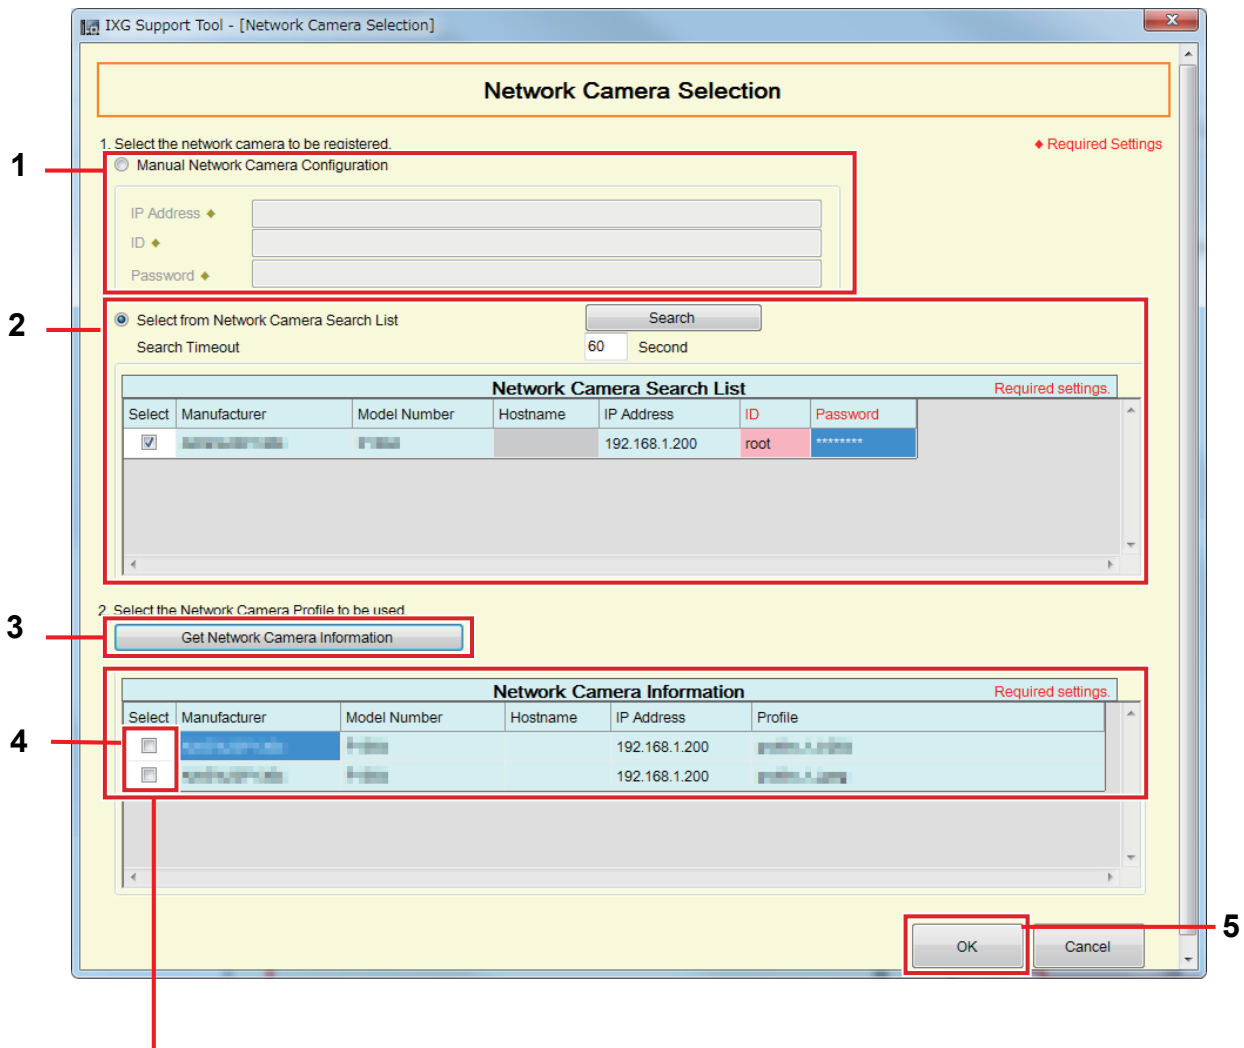 IXG Support Tool - [Network Camera Selection]
Network Camera Selection
1. Select the network camera to be registered.
◆ Required Settings
1
Manual Network Camera Configuration
IP Address ◆
ID ◆
Password ◆
2
Select from Network Camera Search List Search
Search Timeout 60 Second
Network Camera Search List Required settings.
Select Manufacturer Model Number Hostname IP Address ID Password
192.168.1.200 root ********
2. Select the Network Camera Profile to be used.
3
Get Network Camera Information
Network Camera Information Required settings.
Select Manufacturer Model Number Hostname IP Address Profile
4
192.168.1.200
192.168.1.200
5
OK Cancel